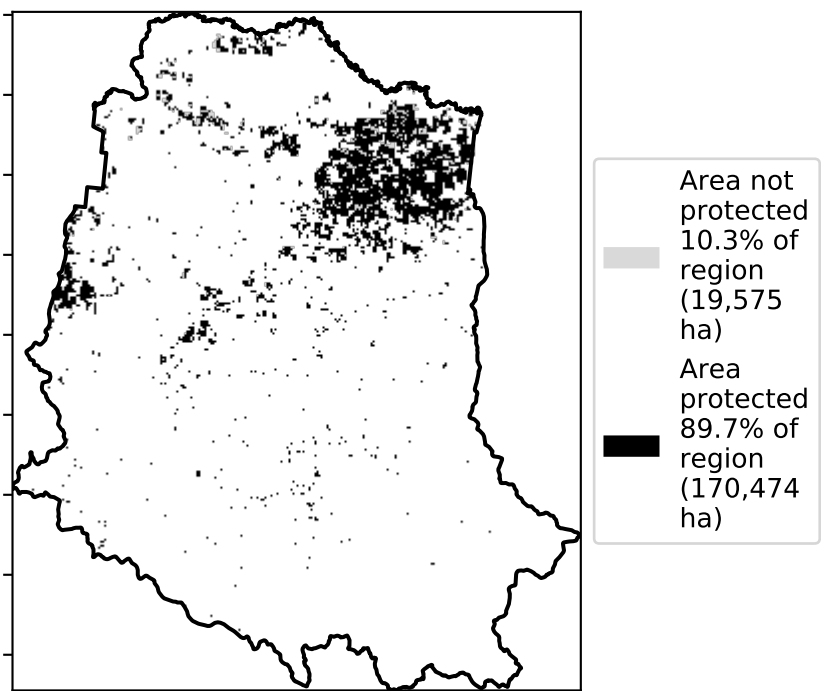 Area not
protected
10.3% of
region
(19,575
ha)
Area
protected
89.7% of
region
(170,474
ha)